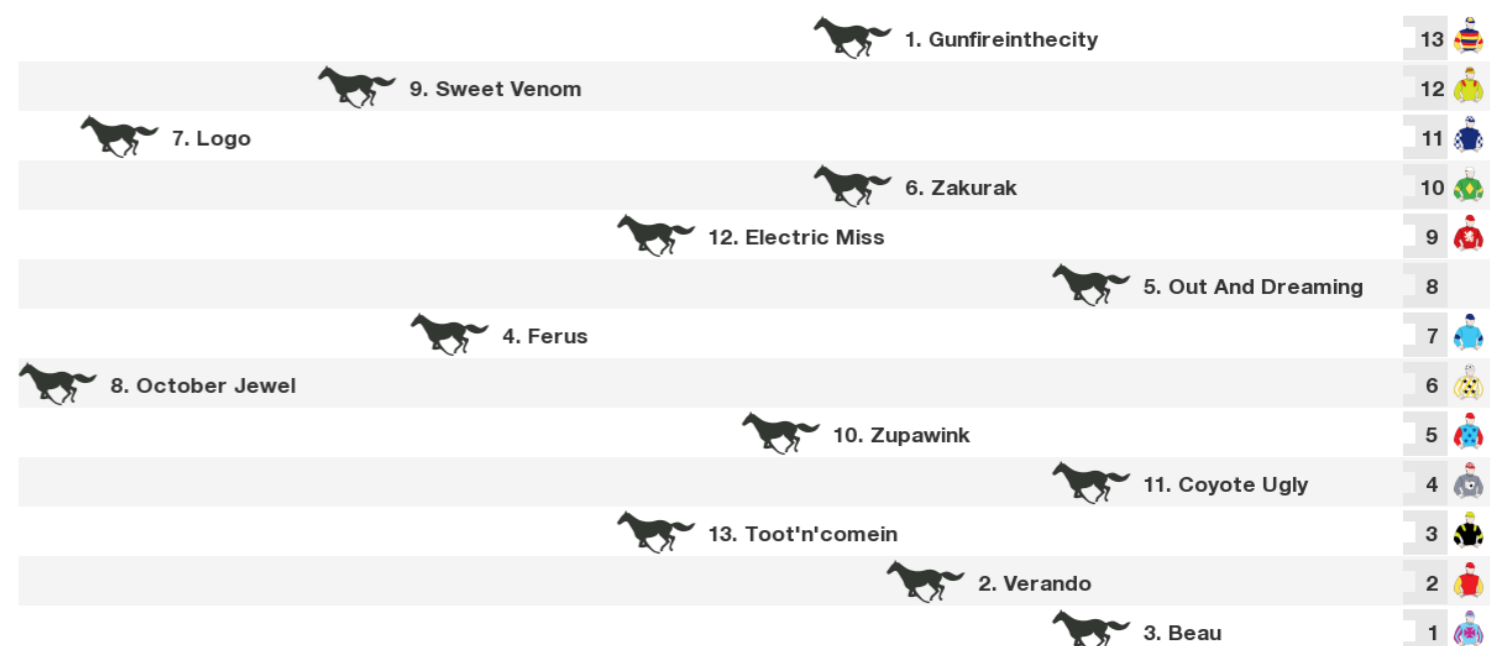 1. Gunfireinthecity 13
9. Sweet Venom 12
7. Logo 11
6. Zakurak 10
12. Electric Miss 9
5. Out And Dreaming 8
4. Ferus 7
8. October Jewel 6
10. Zupawink 5
11. Coyote Ugly 4
13. Toot'n'comein 3
2. Verando 2
3. Beau 1